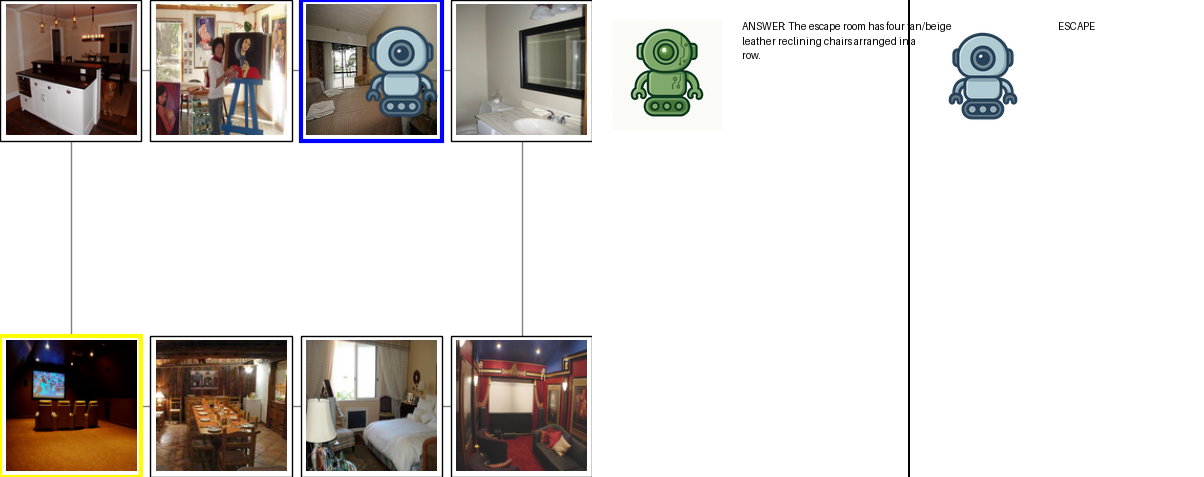 ANSWER: The escape room has four tan/beige
leather reclining chairs arranged in a
row.
ESCAPE